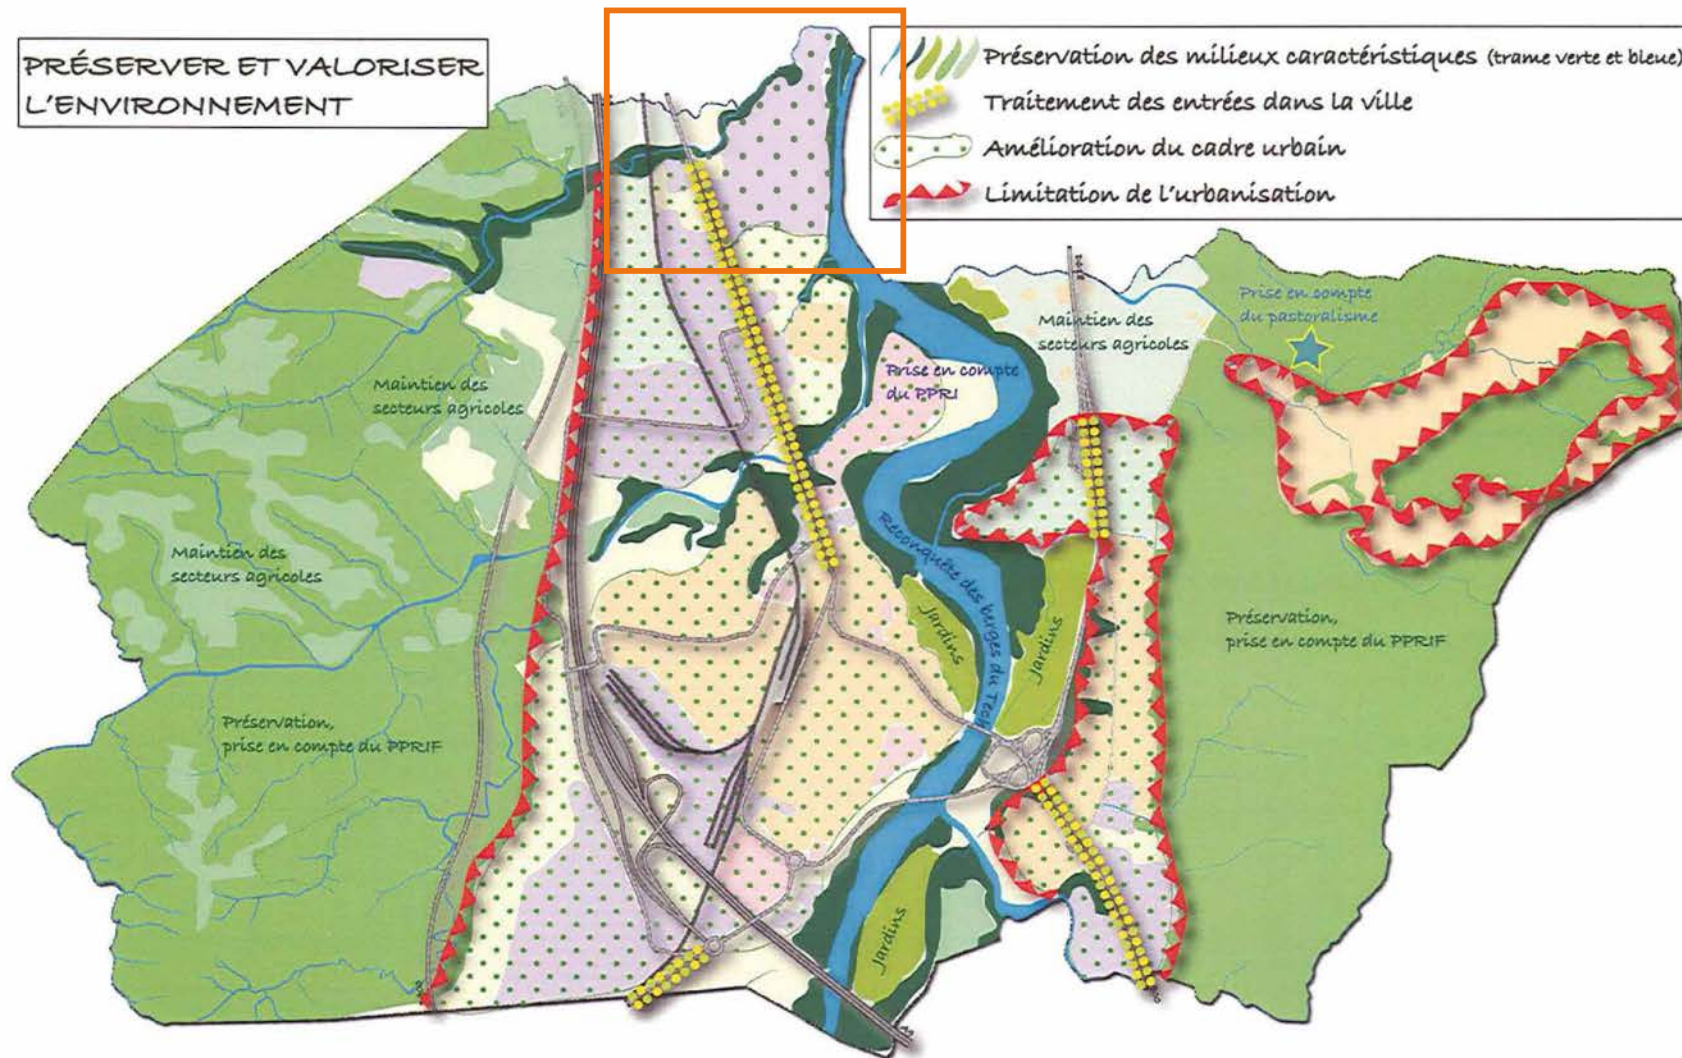 PRÉSERVER ET VALORISER
L'ENVIRONNEMENT
Préservation des milieux caractéristiques (trame verte et bleue)
Traitement des entrées dans la ville
Amélioration du cadre urbain
Limitation de l'urbanisation
Prise en compte
du pastoralisme
Maintien des
secteurs agricoles
Prise en compte
du PPRI
Maintien des
secteurs agricoles
Maintien des
secteurs agricoles
Reconquête des berges du Tech
Jardins
Jardins
Préservation,
prise en compte du PPRIF
Préservation,
prise en compte du PPRIF
Jardins